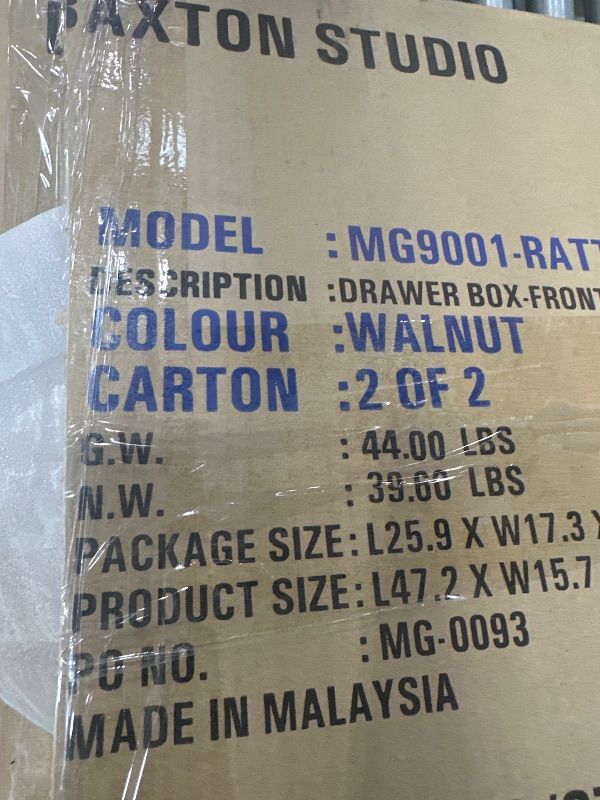 BAXTON STUDIO
MODEL : MG9001-RATT
DESCRIPTION : DRAWER BOX-FRONT
COLOUR : WALNUT
CARTON : 2 OF 2
G.W. : 44.00 LBS
N.W. : 39.60 LBS
PACKAGE SIZE : L25.9 X W17.3 X
PRODUCT SIZE : L47.2 X W15.7
PO NO. : MG-0093
MADE IN MALAYSIA